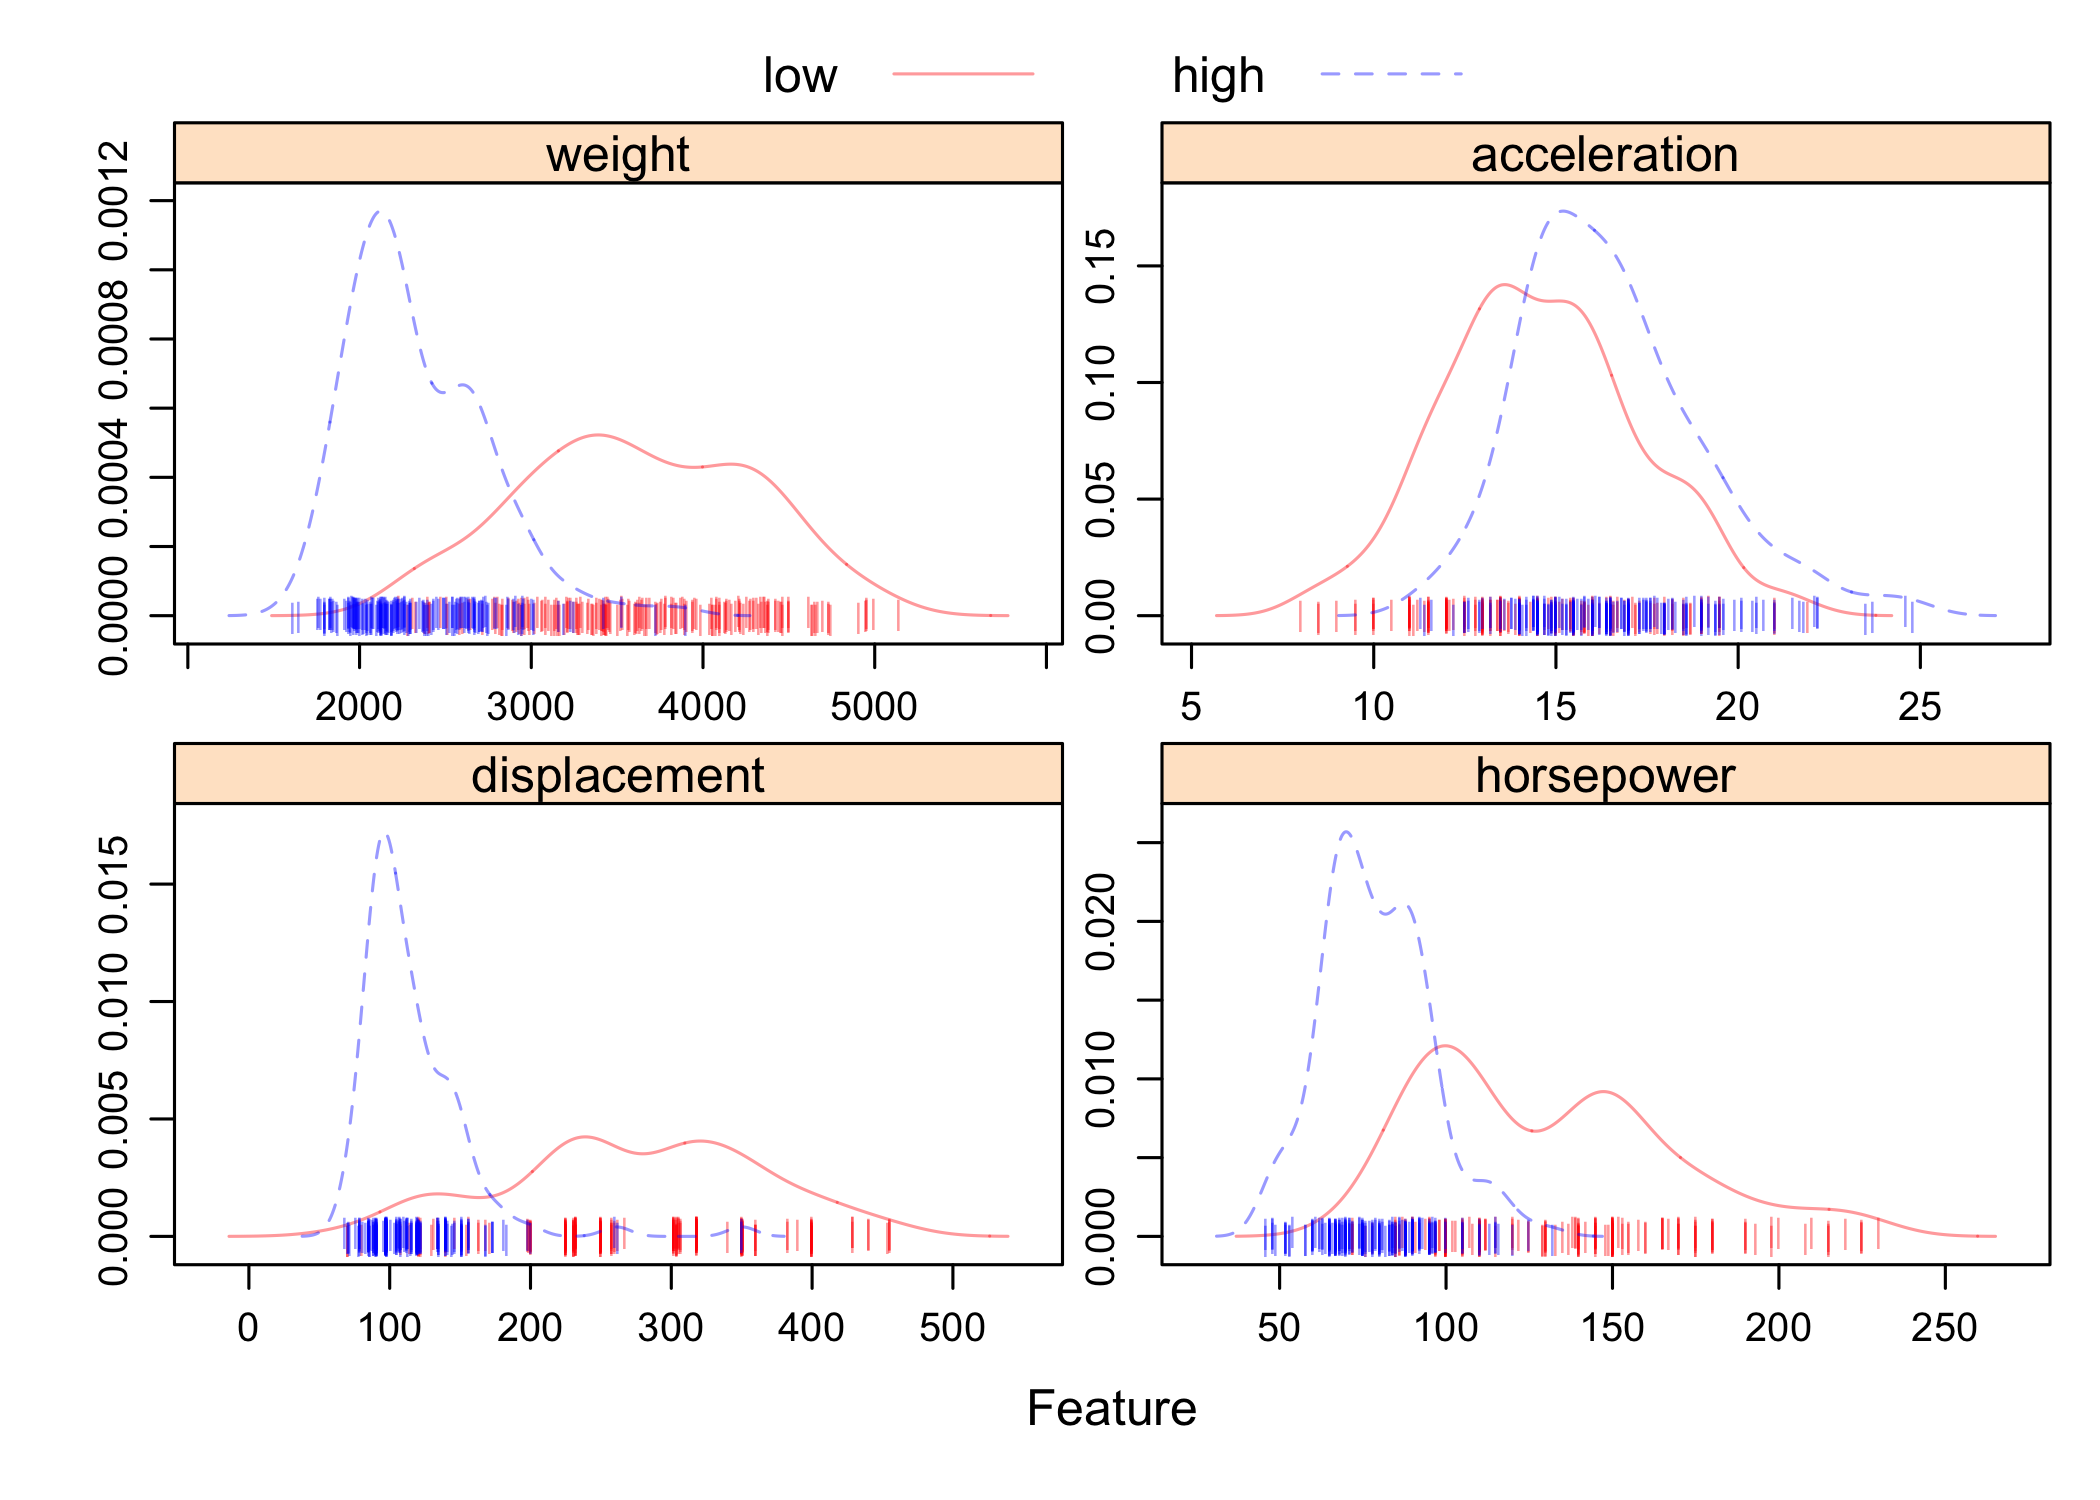 low high
weight
0.0000 0.0004 0.0008 0.0012
2000 3000 4000 5000
acceleration
0.00 0.05 0.10 0.15
5 10 15 20 25
displacement
0.000 0.005 0.010 0.015
0 100 200 300 400 500
horsepower
0.000 0.010 0.020
50 100 150 200 250
Feature